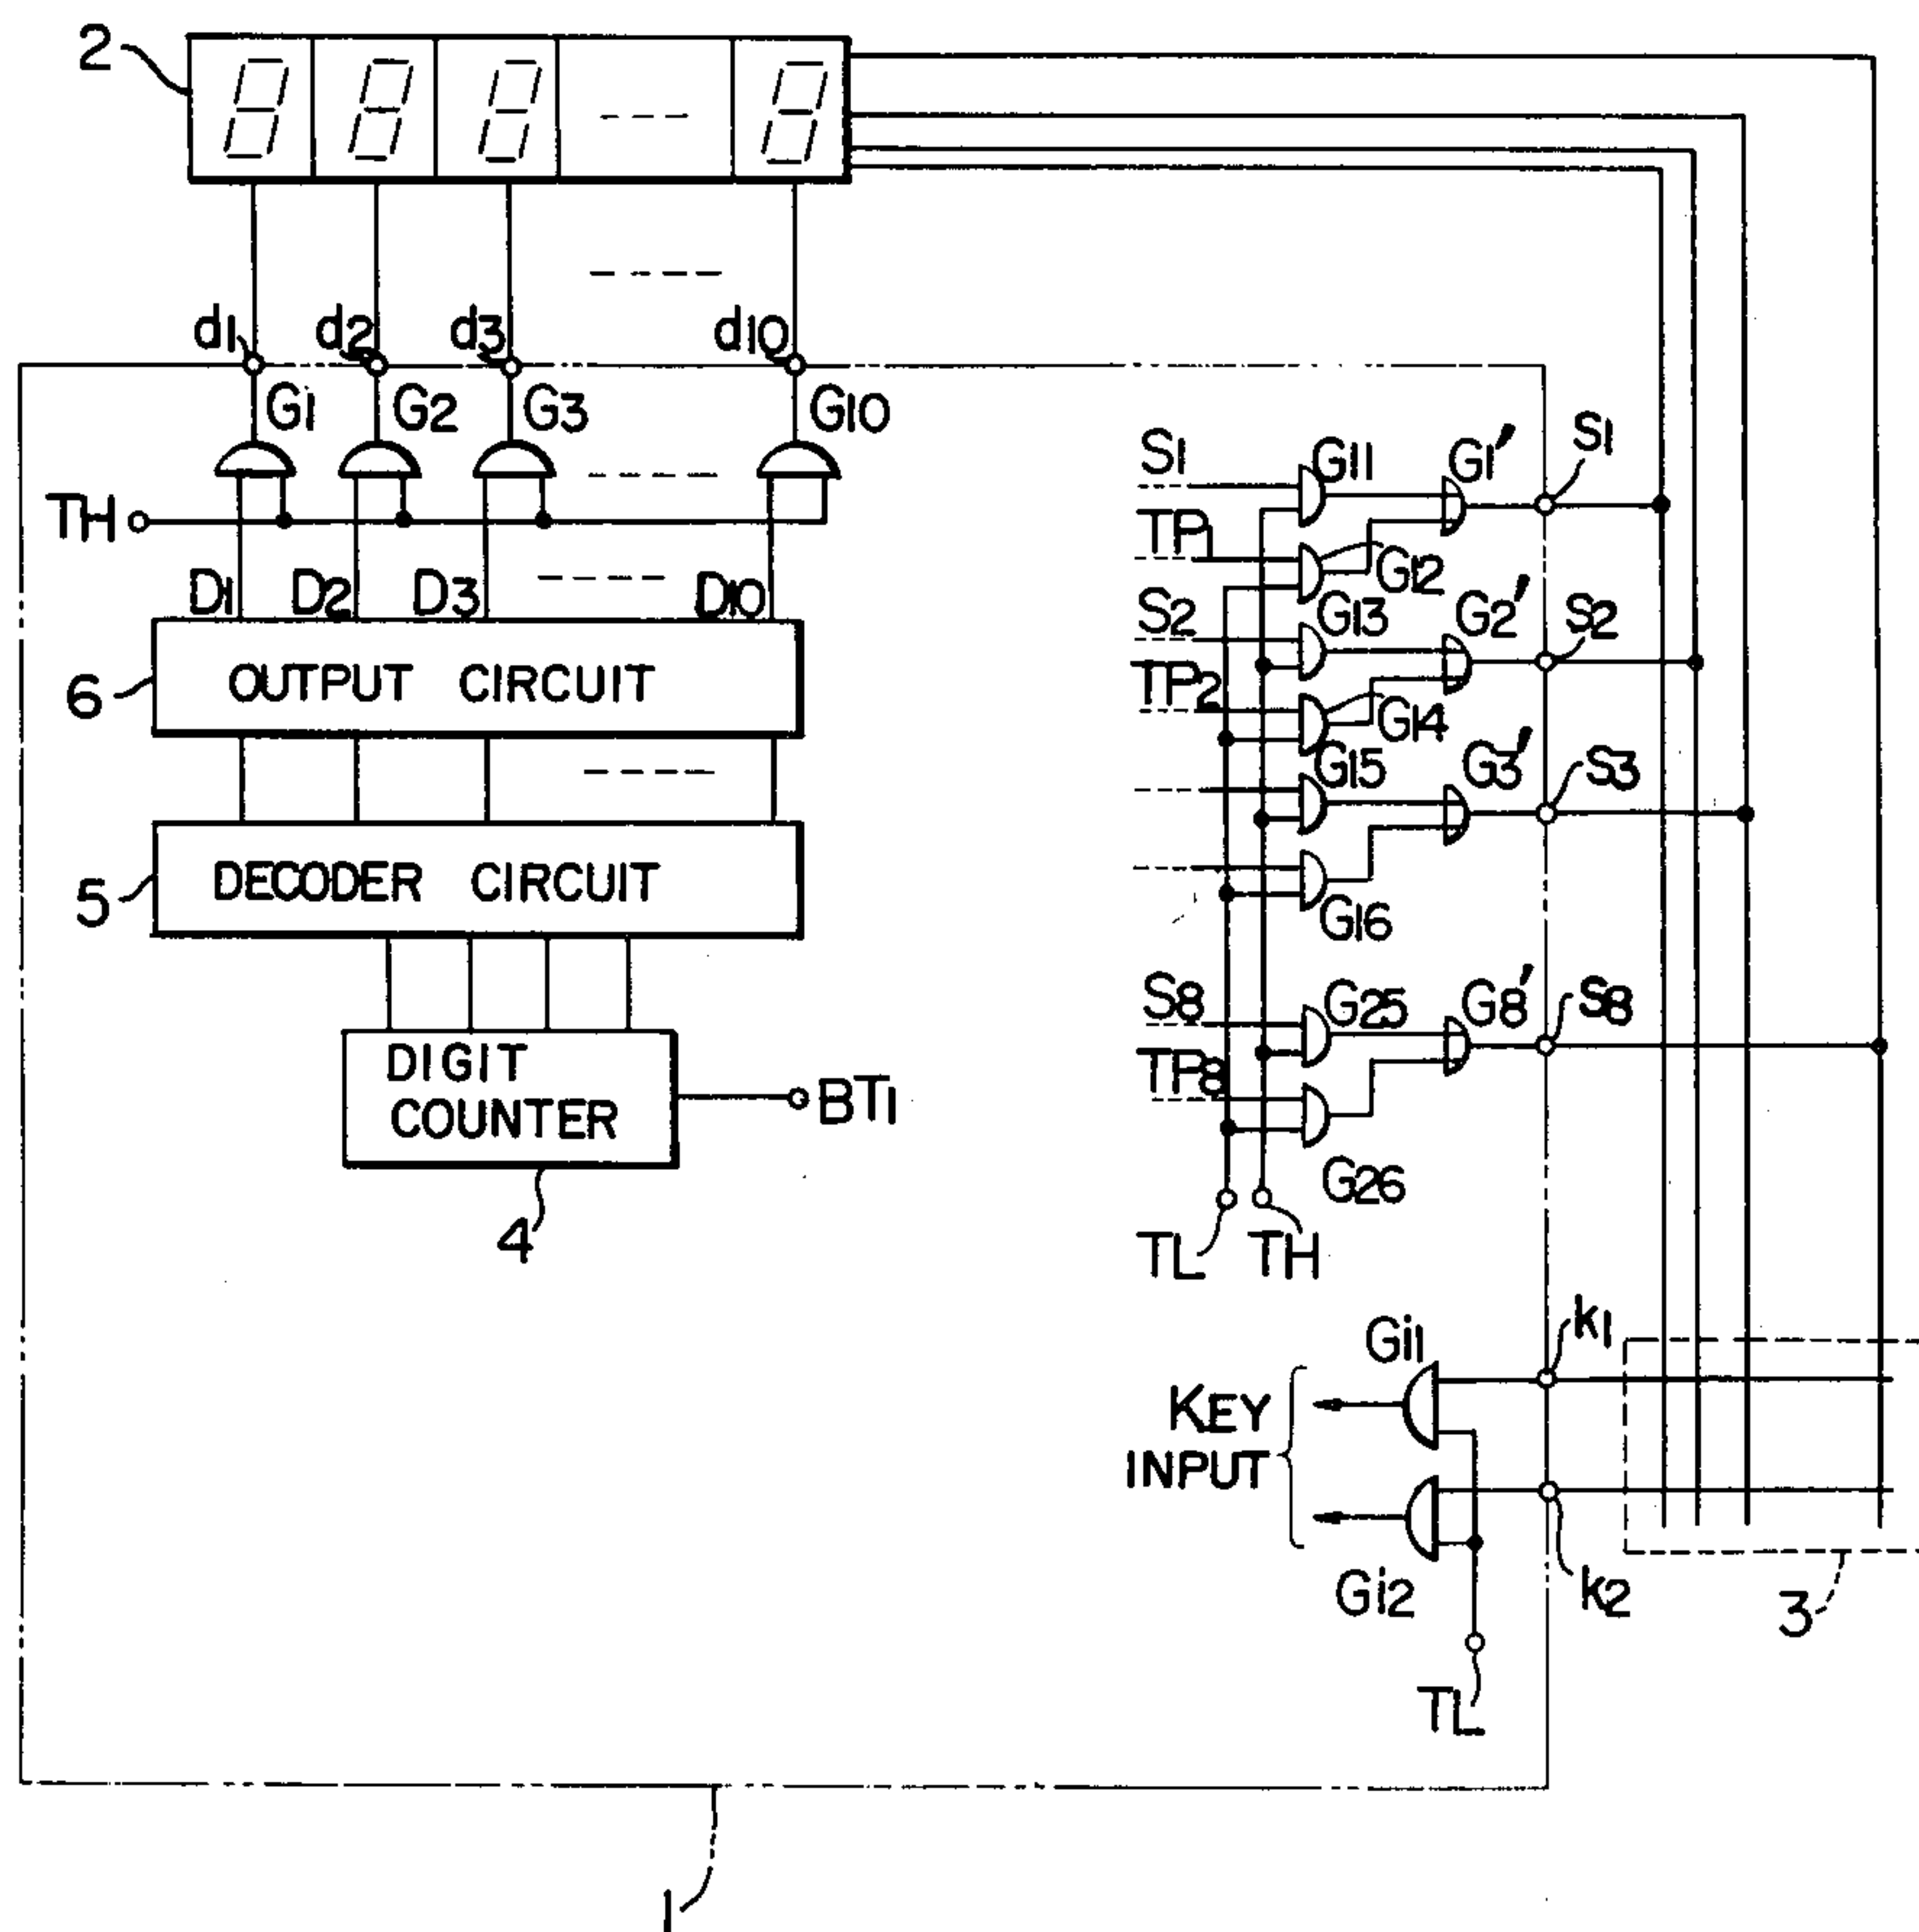 2
d1 d2 d3 d10
G1 G2 G3 G10
TH
D1 D2 D3 D10
6 OUTPUT CIRCUIT
5 DECODER CIRCUIT
DIGIT
COUNTER
BT1
4
S1 G11 G1' S1
TP1 G12
S2 G13 G2' S2
TP2 G14
G15 G3' S3
G16
S8 G25 G8' S8
TP8
G26
TL TH
Gi1 k1
KEY
INPUT
Gi2 k2
3
TL
1